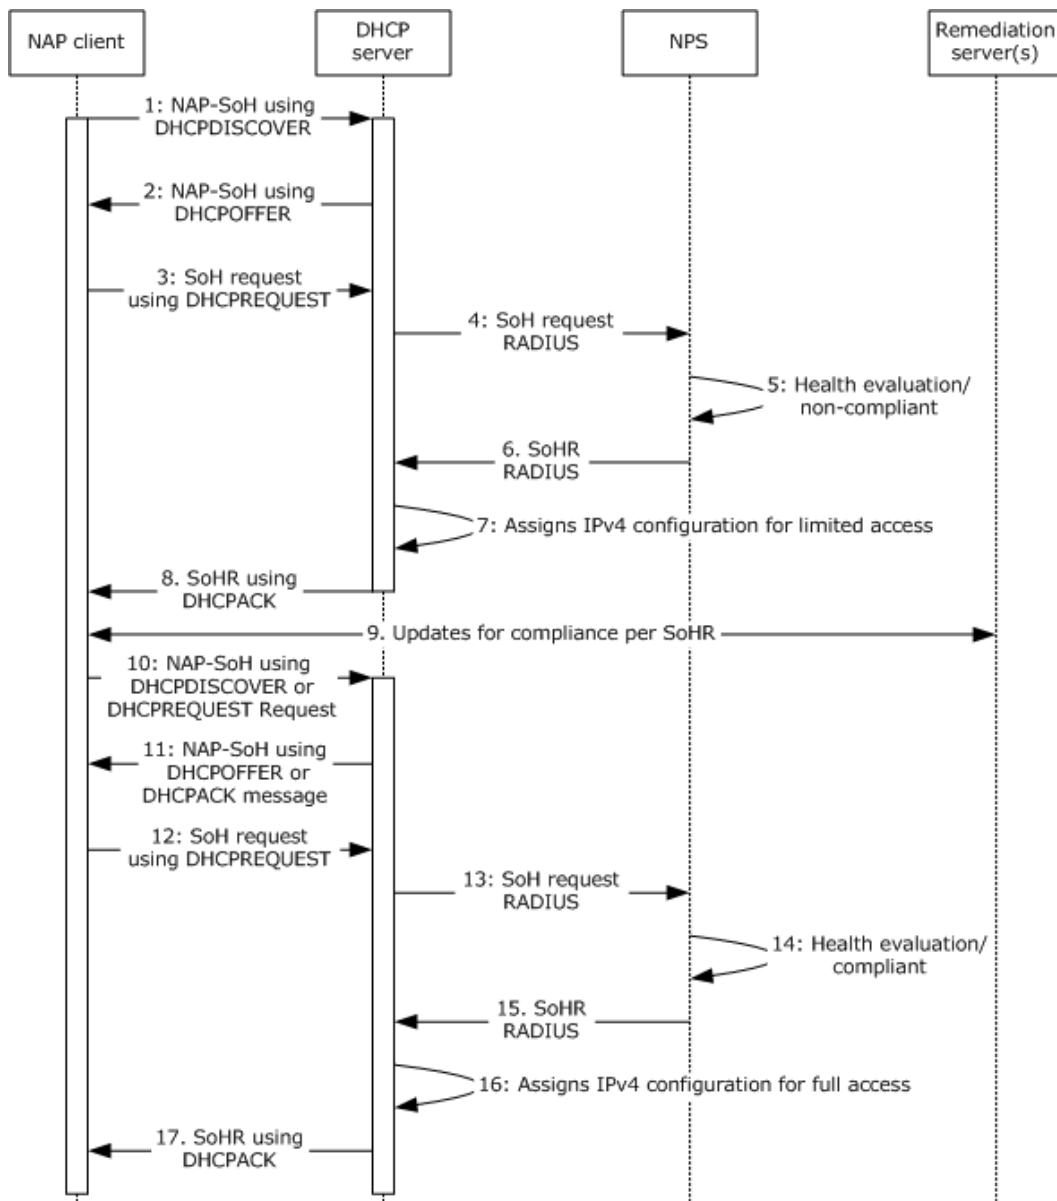 NAP client
DHCP
server
NPS
Remediation
server(s)
1: NAP-SoH using
DHCPDISCOVER
2: NAP-SoH using
DHCPOFFER
3: SoH request
using DHCPREQUEST
4: SoH request
RADIUS
5: Health evaluation/
non-compliant
6. SoHR
RADIUS
7: Assigns IPv4 configuration for limited access
8. SoHR using
DHCPACK
9. Updates for compliance per SoHR
10: NAP-SoH using
DHCPDISCOVER or
DHCPREQUEST Request
11: NAP-SoH using
DHCPOFFER or
DHCPACK message
12: SoH request
using DHCPREQUEST
13: SoH request
RADIUS
14: Health evaluation/
compliant
15. SoHR
RADIUS
16: Assigns IPv4 configuration for full access
17. SoHR using
DHCPACK